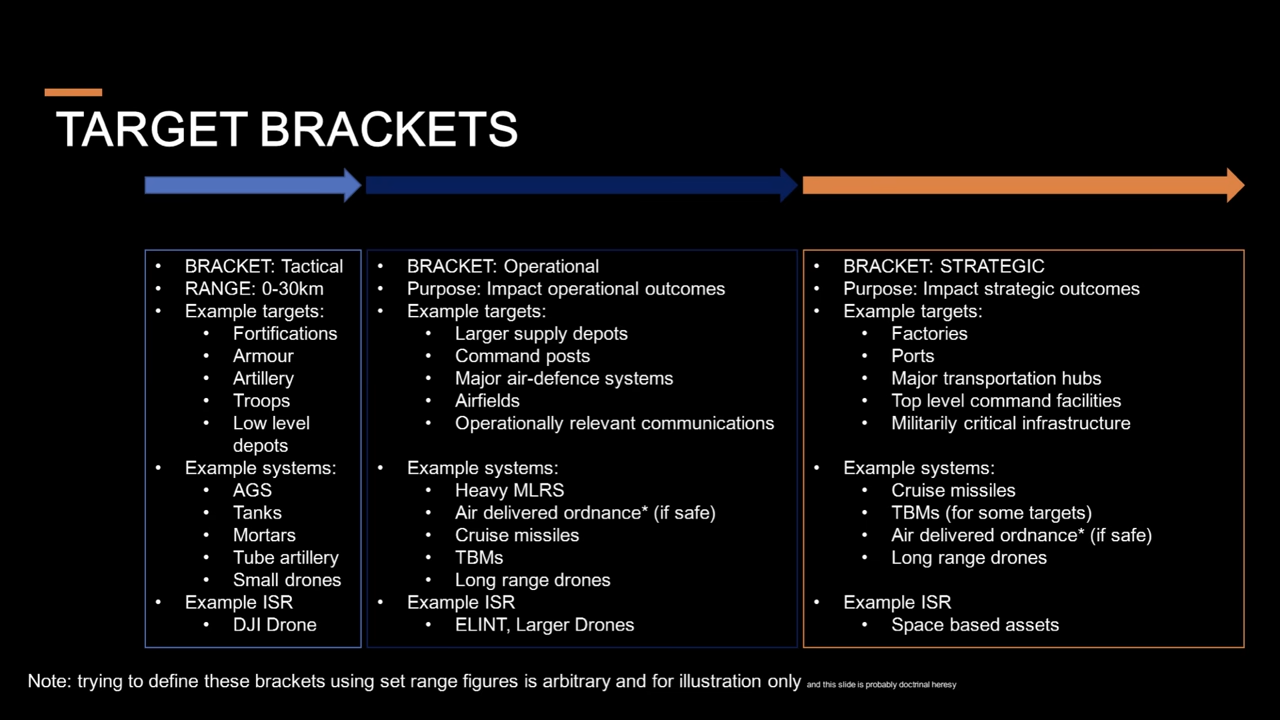 TARGET BRACKETS
• BRACKET: Tactical
• RANGE: 0-30km
• Example targets:
• Fortifications
• Armour
• Artillery
• Troops
• Low level
depots
• Example systems:
• AGS
• Tanks
• Mortars
• Tube artillery
• Small drones
• Example ISR
• DJI Drone
• BRACKET: Operational
• Purpose: Impact operational outcomes
• Example targets:
• Larger supply depots
• Command posts
• Major air-defence systems
• Airfields
• Operationally relevant communications
• Example systems:
• Heavy MLRS
• Air delivered ordnance* (if safe)
• Cruise missiles
• TBMs
• Long range drones
• Example ISR
• ELINT, Larger Drones
• BRACKET: STRATEGIC
• Purpose: Impact strategic outcomes
• Example targets:
• Factories
• Ports
• Major transportation hubs
• Top level command facilities
• Militarily critical infrastructure
• Example systems:
• Cruise missiles
• TBMs (for some targets)
• Air delivered ordnance* (if safe)
• Long range drones
• Example ISR
• Space based assets
Note: trying to define these brackets using set range figures is arbitrary and for illustration only and this slide is probably doctrinal heresy